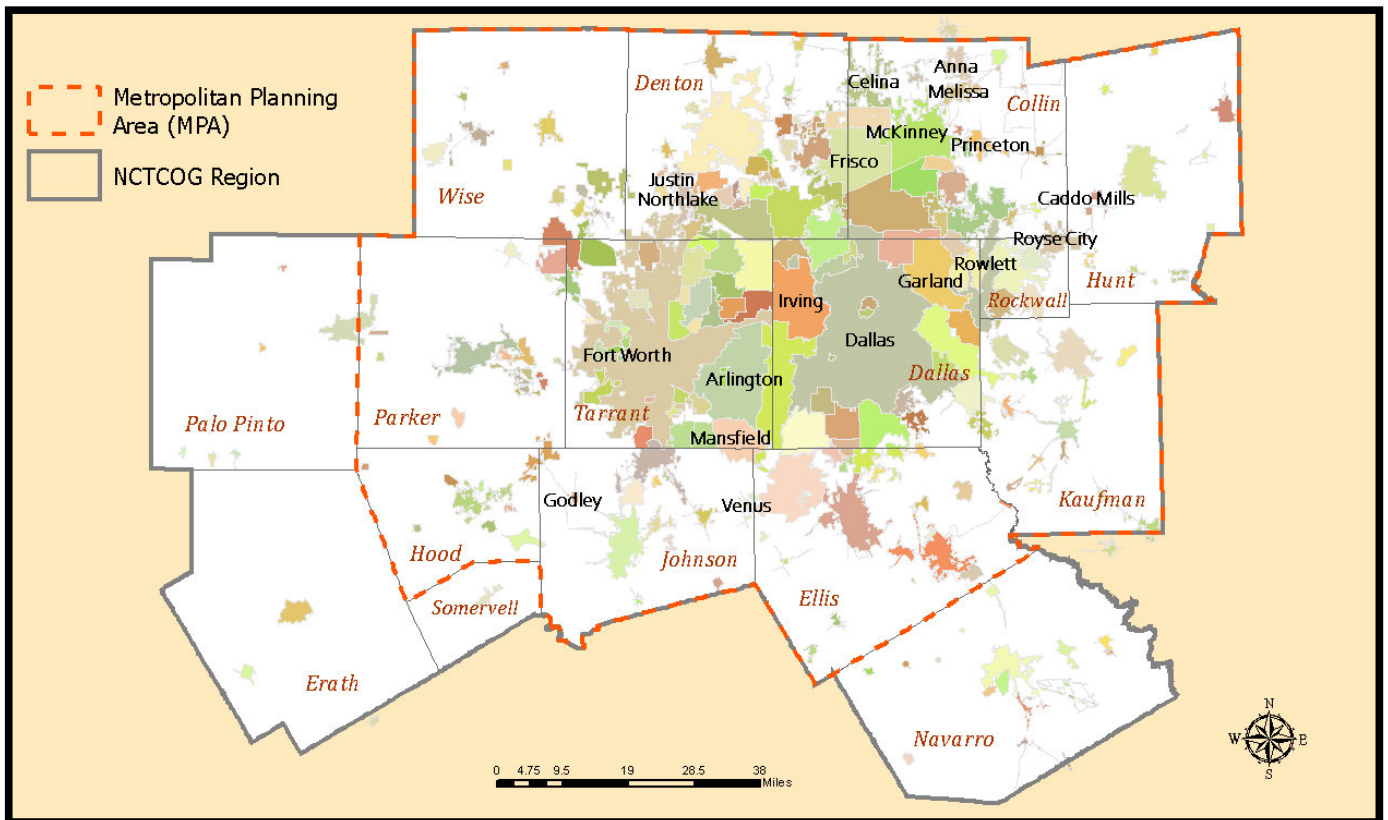 Metropolitan Planning
Area (MPA)
NCTCOG Region
Denton
Celina
Anna
Melissa
Collin
McKinney
Princeton
Frisco
Justin
Northlake
Wise
Caddo Mills
Royse City
Rowlett
Garland
Rockwall
Hunt
Irving
Dallas
Fort Worth
Arlington
Dallas
Palo Pinto
Parker
Tarrant
Mansfield
Godley
Venus
Kaufman
Hood
Johnson
Ellis
Somervell
Erath
Navarro
N
W E
S
0 4.75 9.5 19 28.5 38
Miles